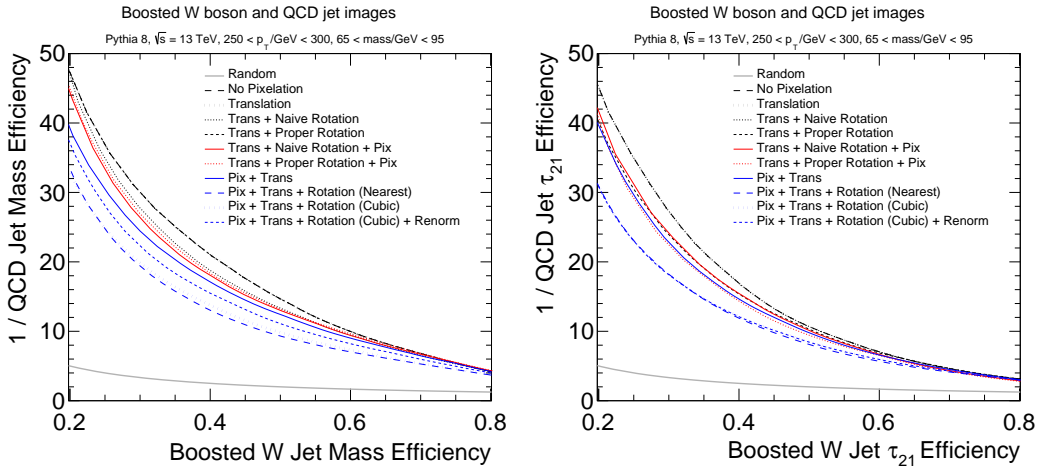 Boosted W boson and QCD jet images
Pythia 8, √s = 13 TeV, 250 < p_T/GeV < 300, 65 < mass/GeV < 95
1 / QCD Jet Mass Efficiency
50
40
30
20
10
0
Random
No Pixelation
Translation
Trans + Naive Rotation
Trans + Proper Rotation
Trans + Naive Rotation + Pix
Trans + Proper Rotation + Pix
Pix + Trans
Pix + Trans + Rotation (Nearest)
Pix + Trans + Rotation (Cubic)
Pix + Trans + Rotation (Cubic) + Renorm
0.2 0.4 0.6 0.8
Boosted W Jet Mass Efficiency
Boosted W boson and QCD jet images
Pythia 8, √s = 13 TeV, 250 < p_T/GeV < 300, 65 < mass/GeV < 95
1 / QCD Jet τ_21 Efficiency
50
40
30
20
10
0
Random
No Pixelation
Translation
Trans + Naive Rotation
Trans + Proper Rotation
Trans + Naive Rotation + Pix
Trans + Proper Rotation + Pix
Pix + Trans
Pix + Trans + Rotation (Nearest)
Pix + Trans + Rotation (Cubic)
Pix + Trans + Rotation (Cubic) + Renorm
0.2 0.4 0.6 0.8
Boosted W Jet τ_21 Efficiency